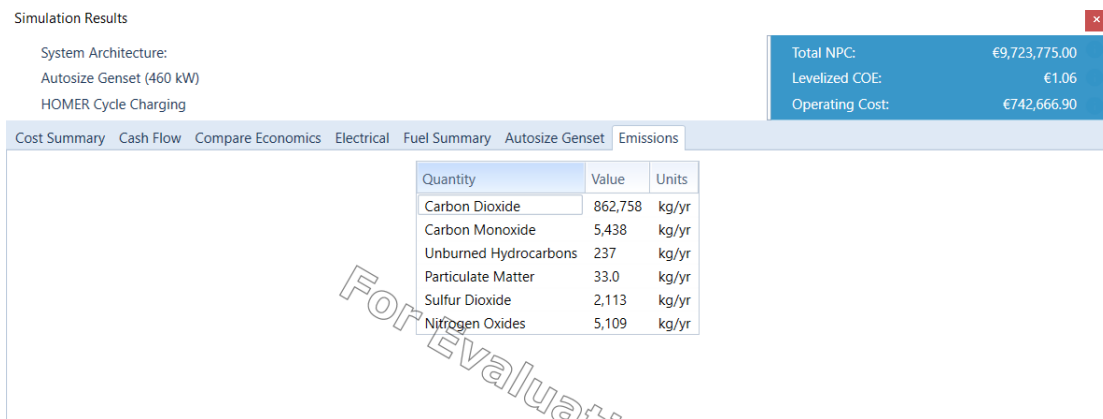 Simulation Results
System Architecture:
Autosize Genset (460 kW)
HOMER Cycle Charging
Total NPC: €9,723,775.00
Levelized COE: €1.06
Operating Cost: €742,666.90
Cost Summary Cash Flow Compare Economics Electrical Fuel Summary Autosize Genset Emissions
Quantity Value Units
Carbon Dioxide 862,758 kg/yr
Carbon Monoxide 5,438 kg/yr
Unburned Hydrocarbons 237 kg/yr
Particulate Matter 33.0 kg/yr
Sulfur Dioxide 2,113 kg/yr
Nitrogen Oxides 5,109 kg/yr
For Evaluati